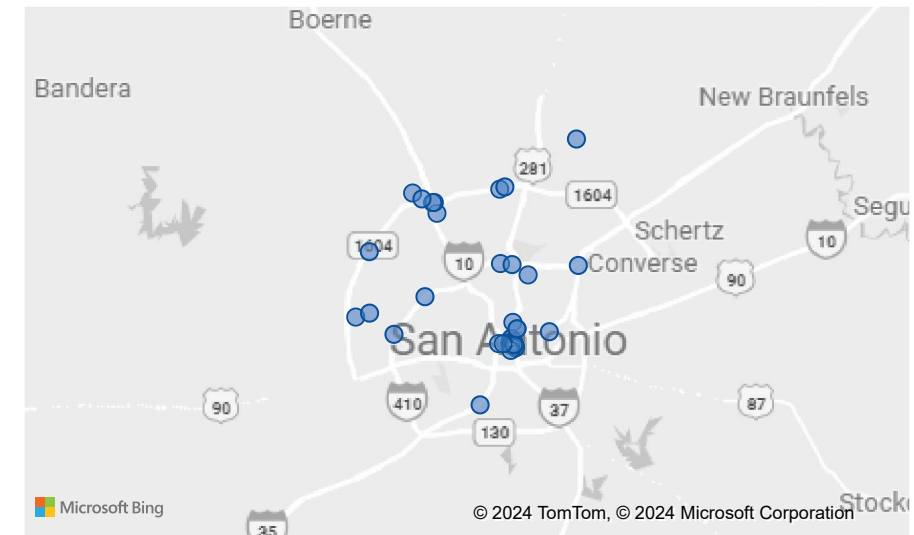 Boerne
Bandera
New Braunfels
281
1604
Segu
Schertz
1604
10
10
Converse
90
San Antonio
90
410
37
87
130
Stocke
35
Microsoft Bing
© 2024 TomTom, © 2024 Microsoft Corporation